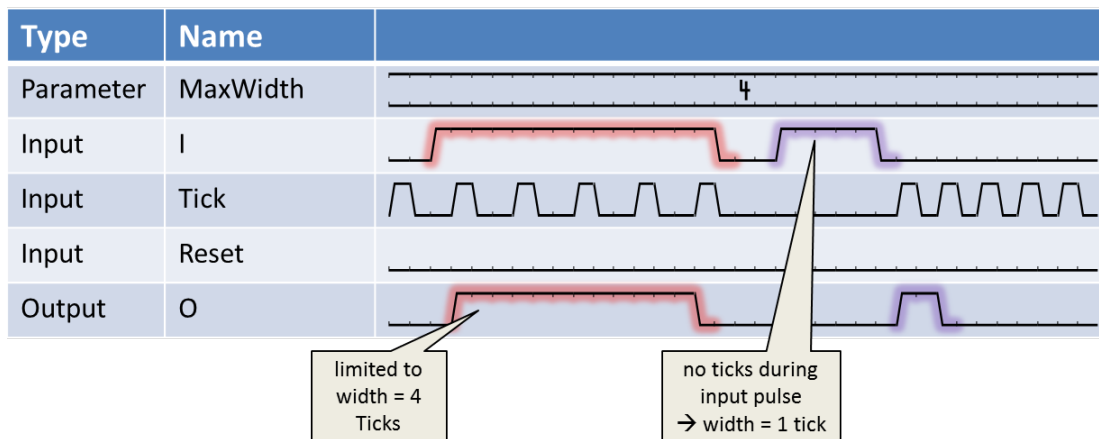 Type Name
Parameter MaxWidth 4
Input I
Input Tick
Input Reset
Output O
limited to
width = 4
Ticks
no ticks during
input pulse
→ width = 1 tick